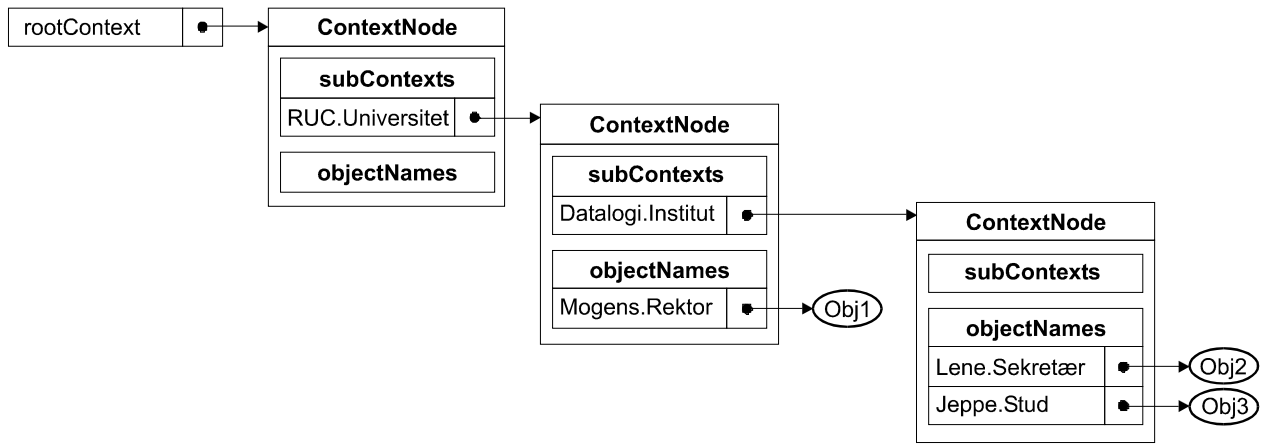 rootContext
ContextNode
subContexts
RUC.Universitet
objectNames
ContextNode
subContexts
Datalogi.Institut
objectNames
Mogens.Rektor
Obj1
ContextNode
subContexts
objectNames
Lene.Sekretær
Obj2
Jeppe.Stud
Obj3